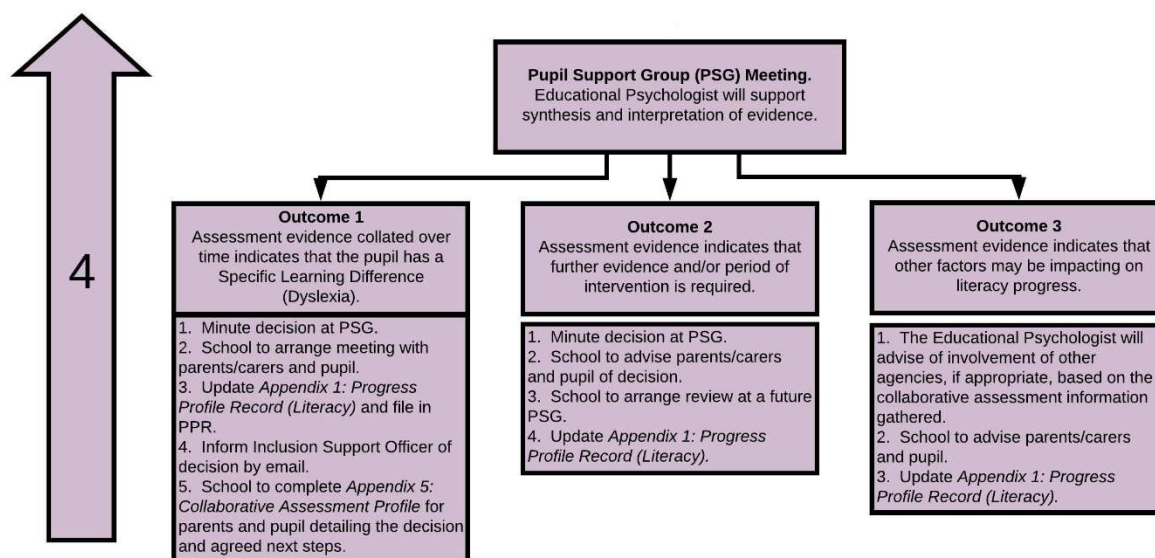 4
Pupil Support Group (PSG) Meeting.
Educational Psychologist will support
synthesis and interpretation of evidence.
Outcome 1
Assessment evidence collated over
time indicates that the pupil has a
Specific Learning Difference
(Dyslexia).
1. Minute decision at PSG.
2. School to arrange meeting with
parents/carers and pupil.
3. Update Appendix 1: Progress
Profile Record (Literacy) and file in
PPR.
4. Inform Inclusion Support Officer of
decision by email.
5. School to complete Appendix 5:
Collaborative Assessment Profile for
parents and pupil detailing the decision
and agreed next steps.
Outcome 2
Assessment evidence indicates that
further evidence and/or period of
intervention is required.
1. Minute decision at PSG.
2. School to advise parents/carers
and pupil of decision.
3. School to arrange review at a future
PSG.
4. Update Appendix 1: Progress
Profile Record (Literacy).
Outcome 3
Assessment evidence indicates that
other factors may be impacting on
literacy progress.
1. The Educational Psychologist will
advise of involvement of other
agencies, if appropriate, based on the
collaborative assessment information
gathered.
2. School to advise parents/carers
and pupil.
3. Update Appendix 1: Progress
Profile Record (Literacy).